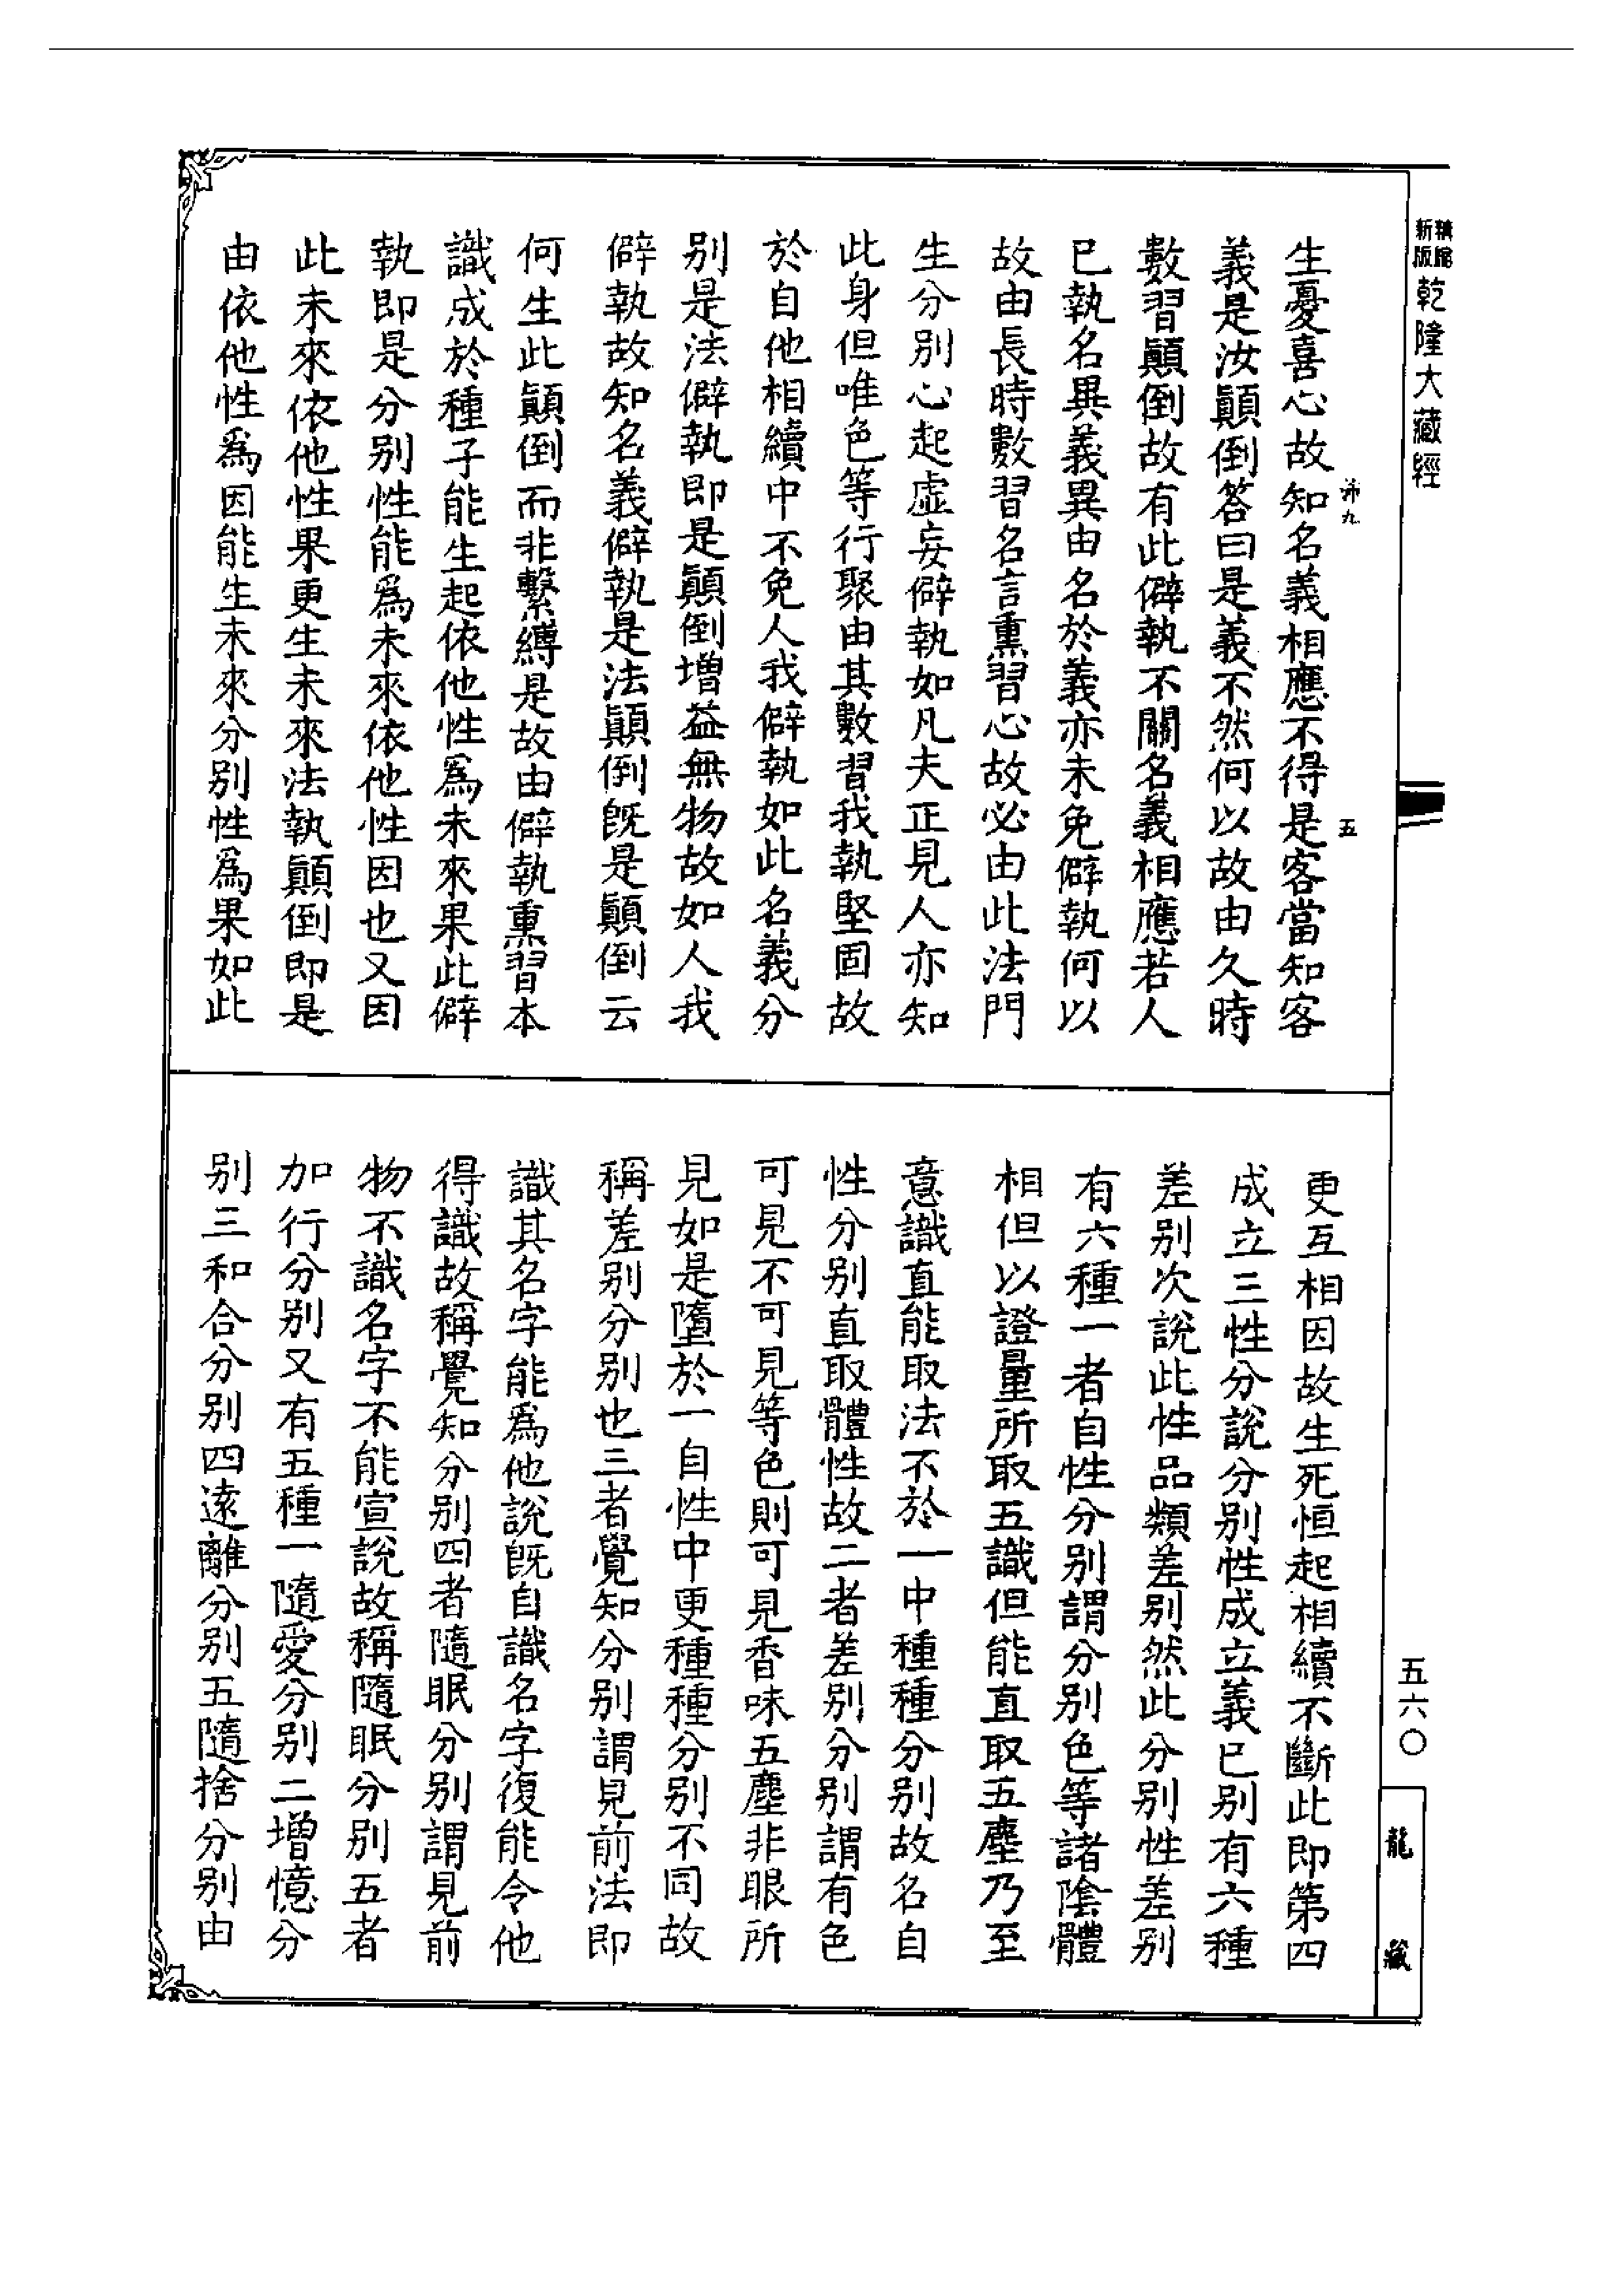 新版
精縮
乾隆大藏經
五六〇
龍藏
五
生憂喜心故知名義相應不得是客當知客
義是汝顛倒答曰是義不然何以故由久時
數習顛倒故有此僻執不關名義相應若人
已執名異義異由名於義亦未免僻執何以
故由長時數習名言熏習心故必由此法門
生分別心起虛妄僻執如凡夫正見人亦知
此身但唯色等行聚由其數習我執堅固故
於自他相續中不免人我僻執如此名義分
別是法僻執即是顛倒增益無物故如人我
僻執故知名義僻執是法顛倒既是顛倒云
何生此顛倒而非繫縛是故由僻執熏習本
識成於種子能生起依他性為未來果此僻
執即是分別性能為未來依他性因也又因
此未來依他性果更生未來法執顛倒即是
由依他性為因能生未來分別性為果如此
更互相因故生死恒起相續不斷此即第四
成立三性分說分別性成立義已別有六種
差別次說此性品類差別然此分別性差別
有六種一者自性分別謂分別色等諸陰體
相但以證量所取五識但能直取五塵乃至
意識直能取法不於一中種種分別故名自
性分別直取體性故二者差別分別謂有色
可見不可見等色則可見香味五塵非眼所
見如是墮於一自性中更種種分別不同故
稱差別分別也三者覺知分別謂見前法即
識其名字能為他說既自識名字復能令他
得識故稱覺知分別四者隨眠分別謂見前
物不識名字不能宣說故稱隨眠分別五者
加行分別又有五種一隨愛分別二增憶分
別三和合分別四遠離分別五隨捨分別由